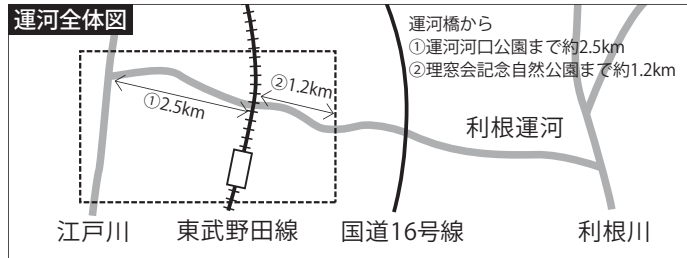 運河全体図
運河橋から
①運河河口公園まで約2.5km
②理窓会記念自然公園まで約1.2km
②1.2km
①2.5km
利根運河
江戸川
東武野田線
国道16号線
利根川